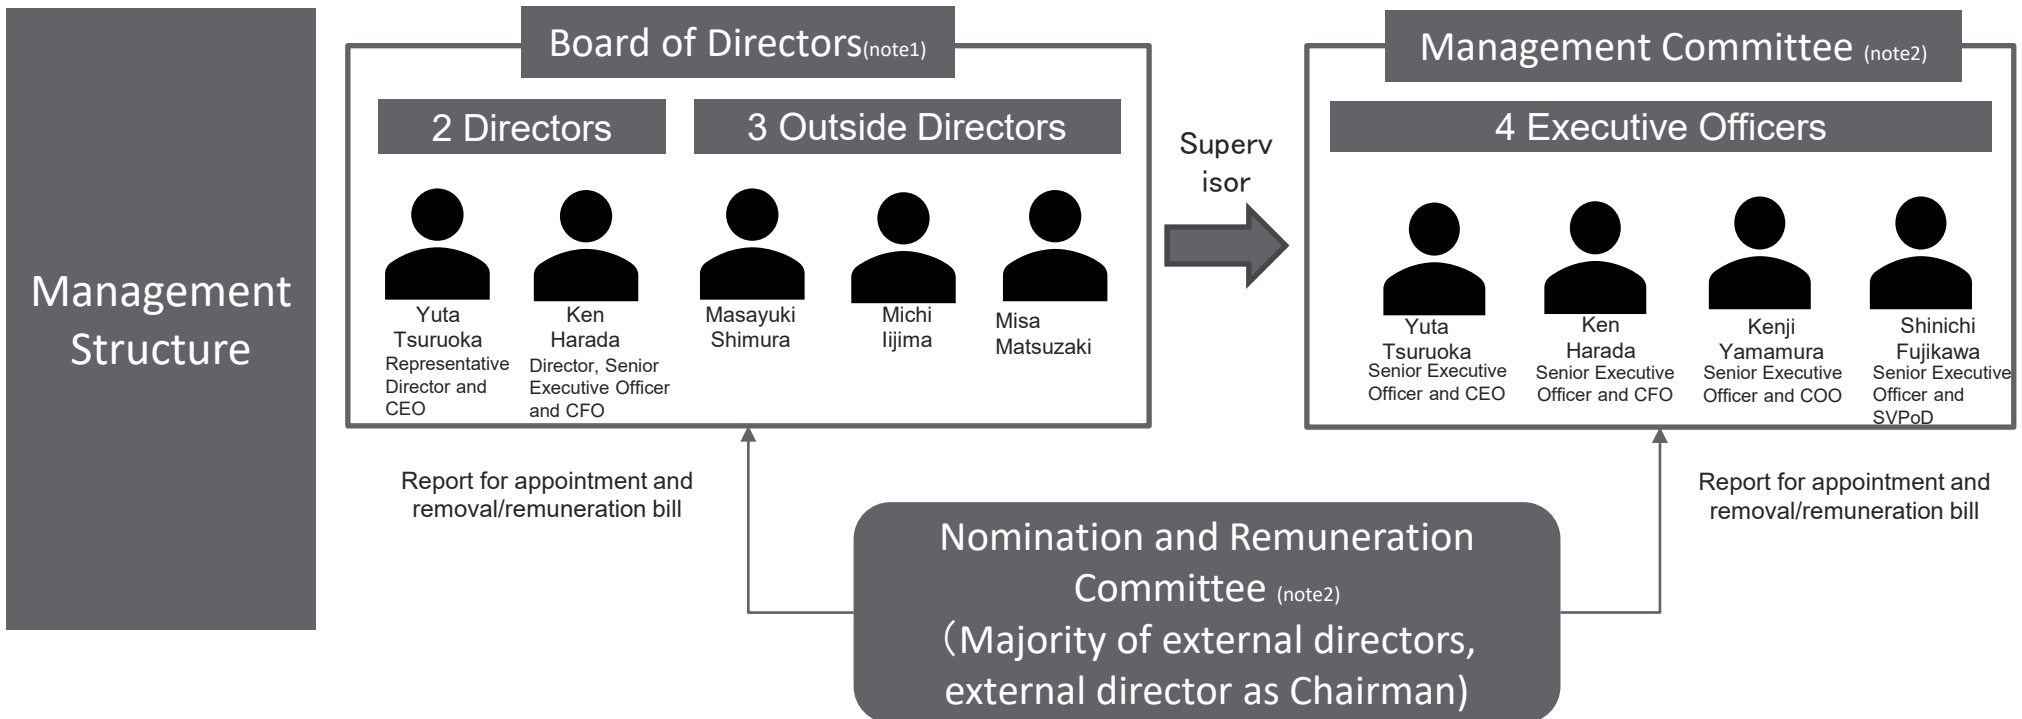 Management
Structure
Board of Directors(note1)
2 Directors
3 Outside Directors
Yuta
Tsuruoka
Representative
Director and
CEO
Ken
Harada
Director, Senior
Executive Officer
and CFO
Masayuki
Shimura
Michi
Iijima
Misa
Matsuzaki
Superv
isor
Management Committee (note2)
4 Executive Officers
Yuta
Tsuruoka
Senior Executive
Officer and CEO
Ken
Harada
Senior Executive
Officer and CFO
Kenji
Yamamura
Senior Executive
Officer and COO
Shinichi
Fujikawa
Senior Executive
Officer and
SVPoD
Report for appointment and
removal/remuneration bill
Nomination and Remuneration
Committee (note2)
（Majority of external directors,
external director as Chairman)
Report for appointment and
removal/remuneration bill